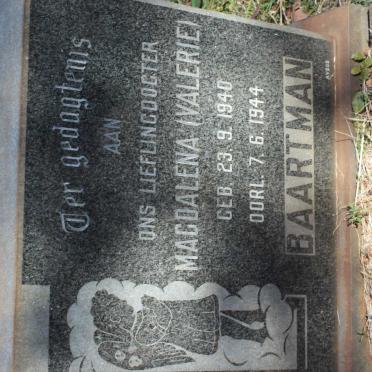 Ter gedagtenis
AAN
ONS LIEFLINGDOGTER
MAGDALENA (VALERIE)
GEB. 23.9.1940
OORL. 7.6.1944
BAARTMAN